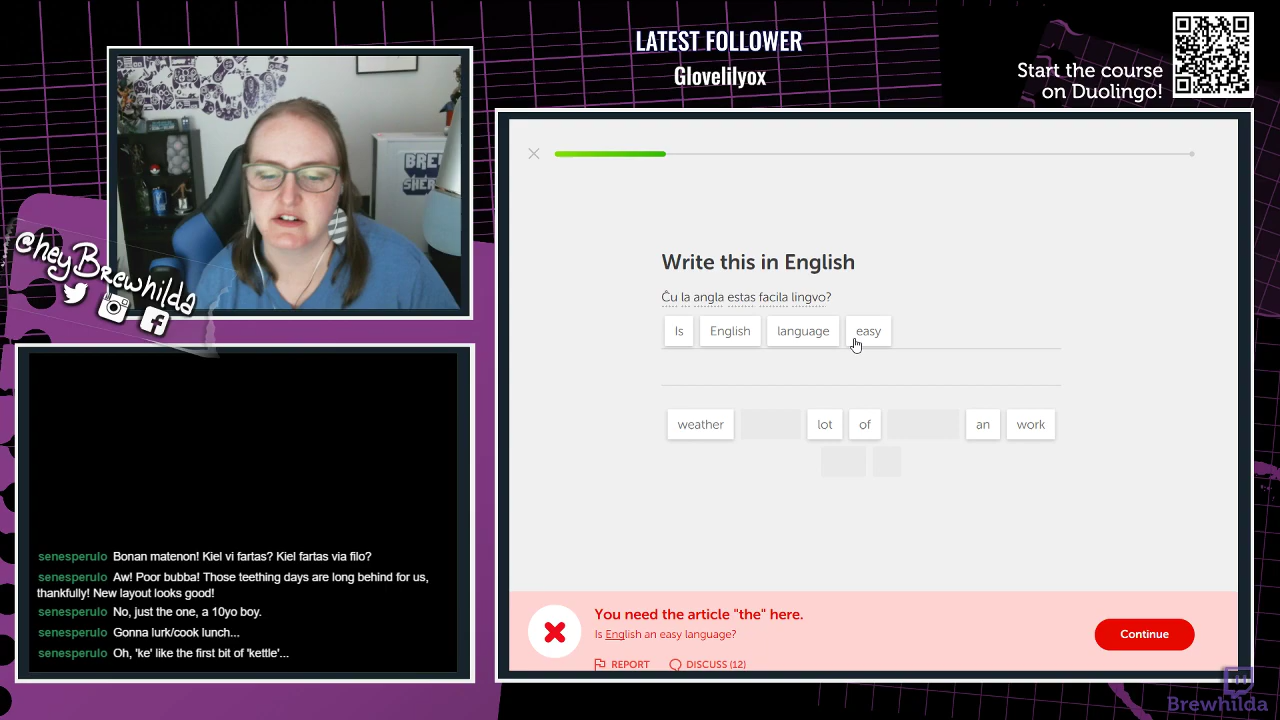 LATEST FOLLOWER
Glovelilyox
Start the course
on Duolingo!
@heyBrewhilda
BRE
SHE
Write this in English
Ĉu la angla estas facila lingvo?
Is English language easy
weather lot of an work
You need the article "the" here.
Is English an easy language?
REPORT DISCUSS (12)
Continue
senesperulo Bonan matenon! Kiel vi fartas? Kiel fartas via filo?
senesperulo Aw! Poor bubba! Those teething days are long behind for us,
thankfully! New layout looks good!
senesperulo No, just the one, a 10yo boy.
senesperulo Gonna lurk/cook lunch...
senesperulo Oh, 'ke' like the first bit of 'kettle'...
Brewhilda